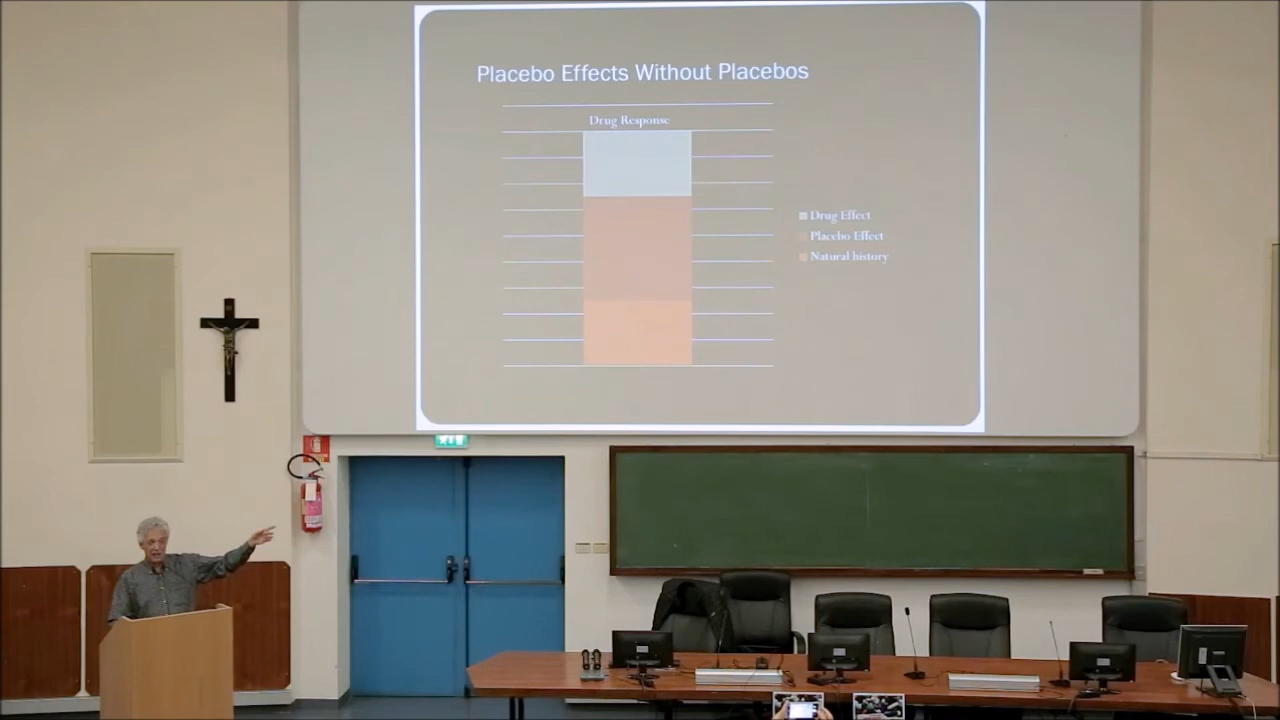 Placebo Effects Without Placebos
Drug Response
Drug Effect
Placebo Effect
Natural history